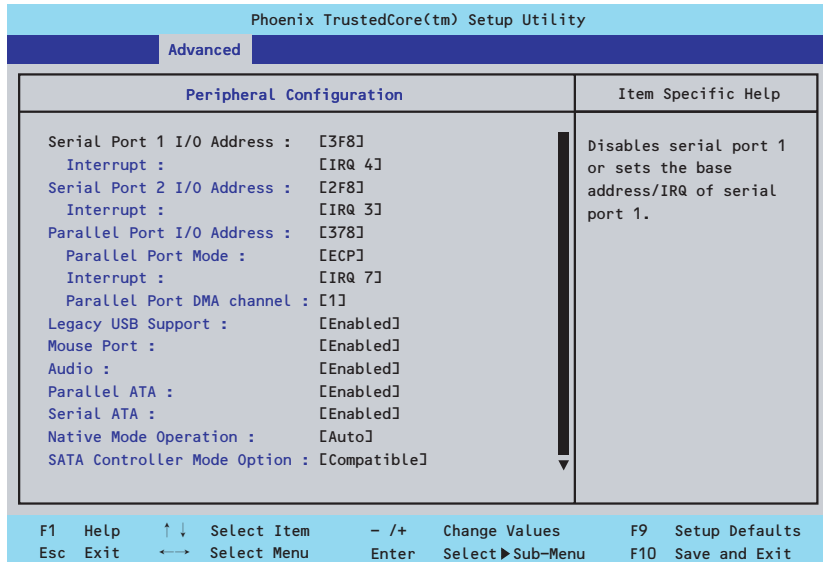 Phoenix TrustedCore(tm) Setup Utility
Advanced
Peripheral Configuration
Item Specific Help
Serial Port 1 I/O Address : [3F8]
Interrupt : [IRQ 4]
Serial Port 2 I/O Address : [2F8]
Interrupt : [IRQ 3]
Parallel Port I/O Address : [378]
Parallel Port Mode : [ECP]
Interrupt : [IRQ 7]
Parallel Port DMA channel : [1]
Legacy USB Support : [Enabled]
Mouse Port : [Enabled]
Audio : [Enabled]
Parallel ATA : [Enabled]
Serial ATA : [Enabled]
Native Mode Operation : [Auto]
SATA Controller Mode Option : [Compatible]
Disables serial port 1
or sets the base
address/IRQ of serial
port 1.
F1 Help ↑↓ Select Item – /+ Change Values F9 Setup Defaults
Esc Exit ←→ Select Menu Enter Select▶Sub-Menu F10 Save and Exit